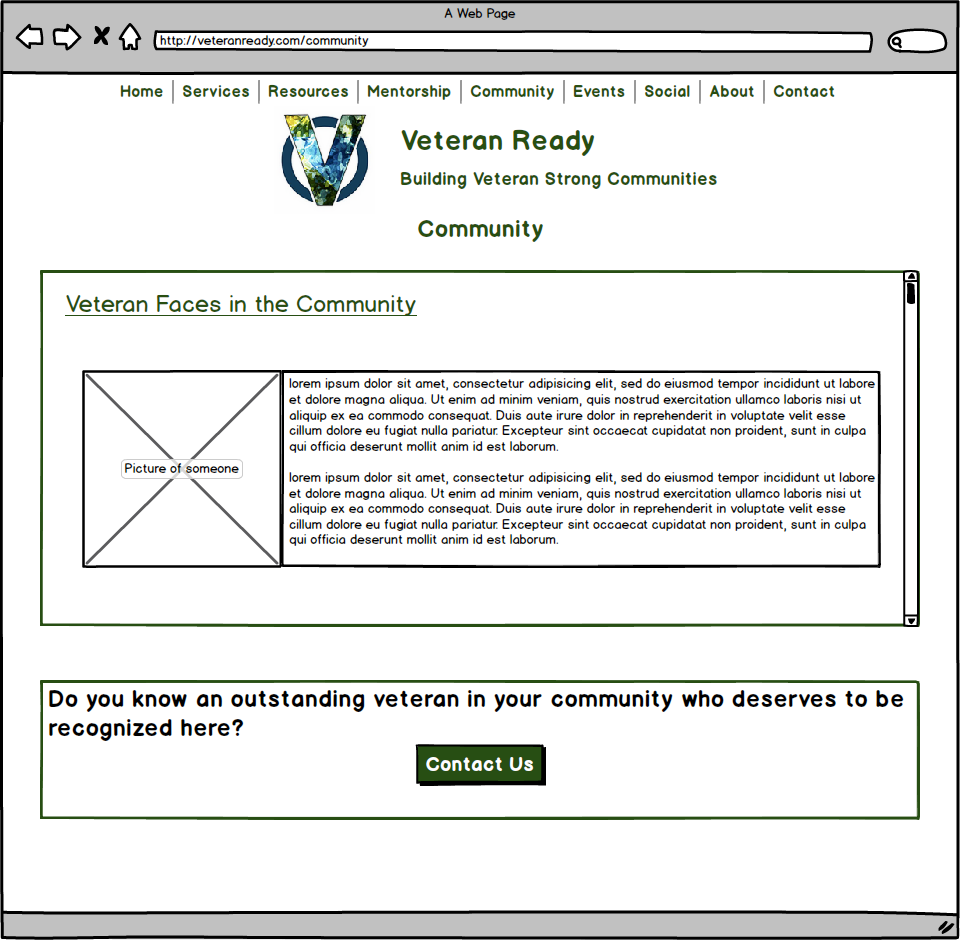 A Web Page
http://veteranready.com/community
Home Services Resources Mentorship Community Events Social About Contact
Veteran Ready
Building Veteran Strong Communities
Community
Veteran Faces in the Community
Picture of someone
lorem ipsum dolor sit amet, consectetur adipisicing elit, sed do eiusmod tempor incididunt ut labore
et dolore magna aliqua. Ut enim ad minim veniam, quis nostrud exercitation ullamco laboris nisi ut
aliquip ex ea commodo consequat. Duis aute irure dolor in reprehenderit in voluptate velit esse
cillum dolore eu fugiat nulla pariatur. Excepteur sint occaecat cupidatat non proident, sunt in culpa
qui officia deserunt mollit anim id est laborum.
lorem ipsum dolor sit amet, consectetur adipisicing elit, sed do eiusmod tempor incididunt ut labore
et dolore magna aliqua. Ut enim ad minim veniam, quis nostrud exercitation ullamco laboris nisi ut
aliquip ex ea commodo consequat. Duis aute irure dolor in reprehenderit in voluptate velit esse
cillum dolore eu fugiat nulla pariatur. Excepteur sint occaecat cupidatat non proident, sunt in culpa
qui officia deserunt mollit anim id est laborum.
Do you know an outstanding veteran in your community who deserves to be
recognized here?
Contact Us